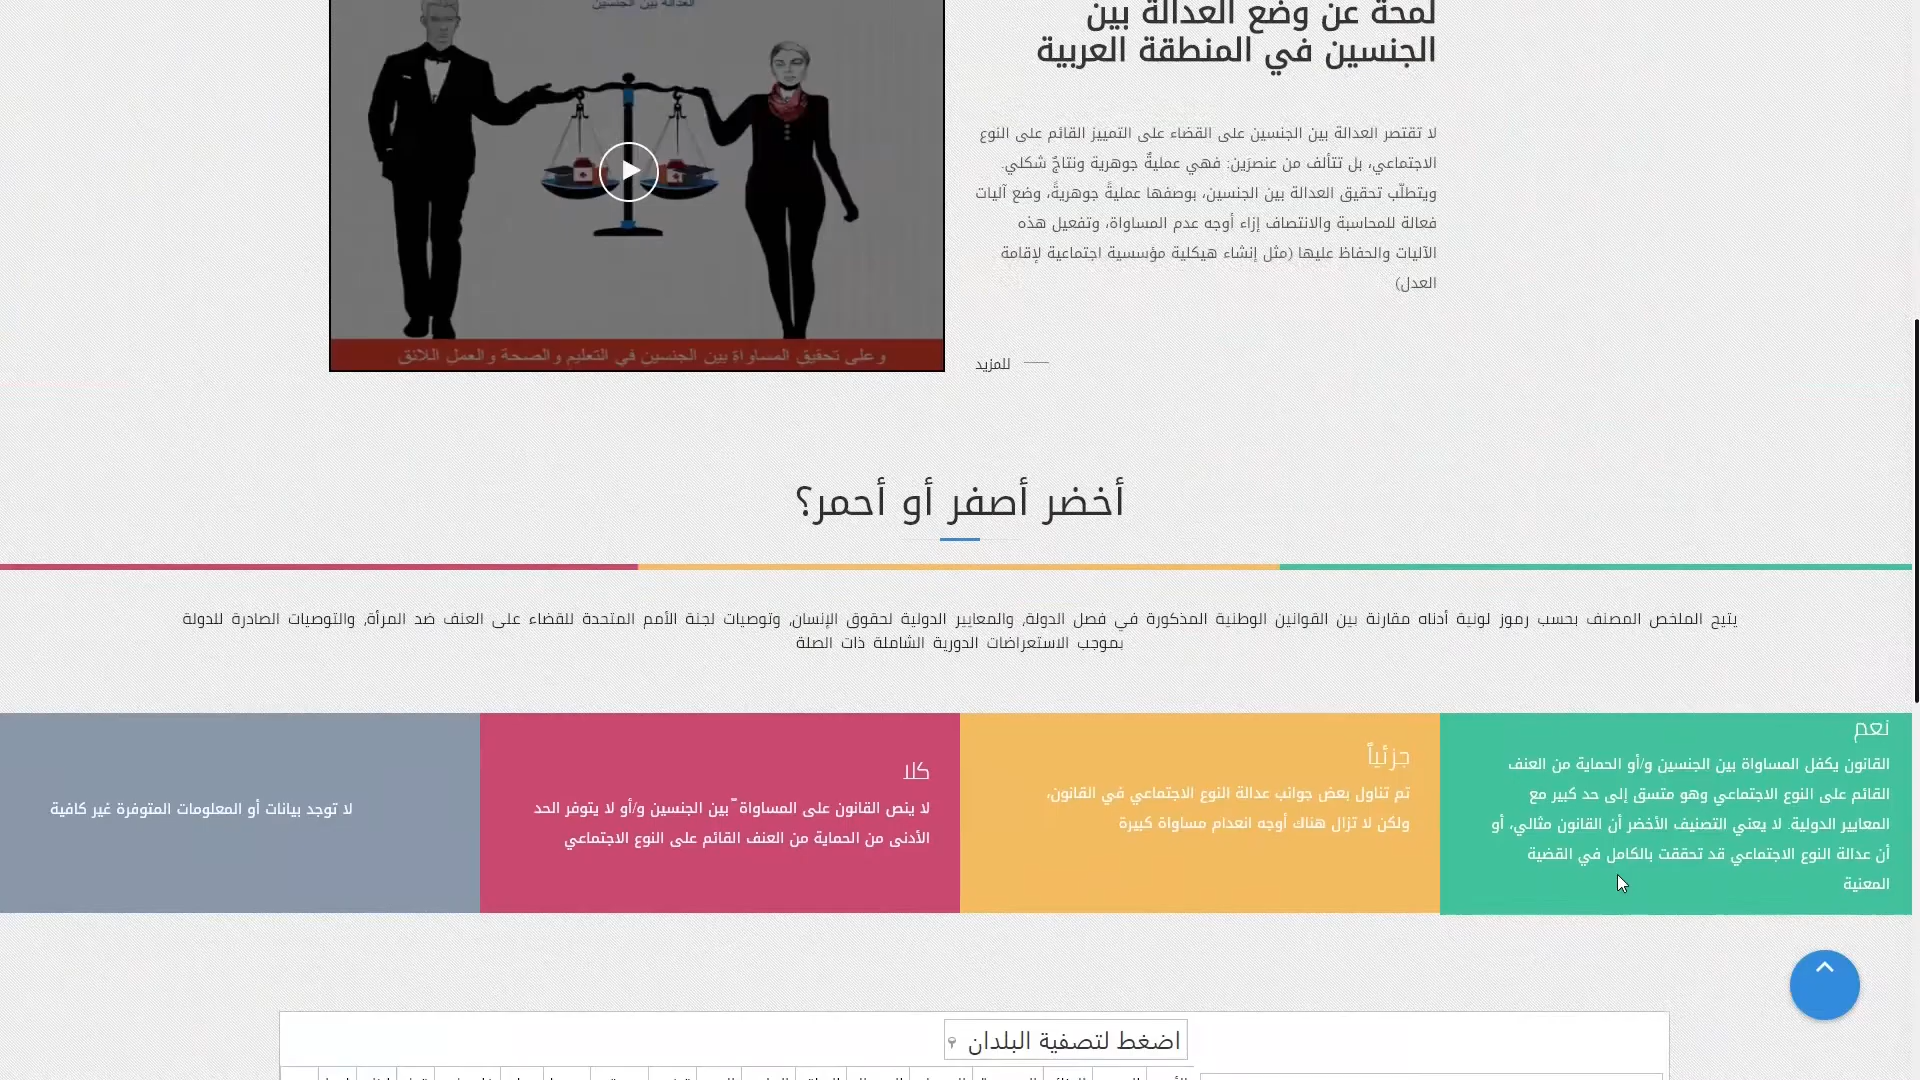 العدالة بين الجنسين
لمحة عن وضع العدالة بين
الجنسين في المنطقة العربية
لا تقتصر العدالة بين الجنسين على القضاء على التمييز القائم على النوع
الاجتماعي، بل تتألف من عنصرَين: فهي عمليةٌ جوهرية ونتاجٌ شكلي.
ويتطلّب تحقيق العدالة بين الجنسين، بوصفها عمليةً جوهريةً، وضع آليات
فعالة للمحاسبة والانتصاف إزاء أوجه عدم المساواة، وتفعيل هذه
الآليات والحفاظ عليها (مثل إنشاء هيكلية مؤسسية اجتماعية لإقامة
العدل)
وعلى تحقيق المساواة بين الجنسين في التعليم والصحة والعمل اللائق
للمزيد
أخضر أصفر أو أحمر؟
يتيح الملخص المصنف بحسب رموز لونية أدناه مقارنة بين القوانين الوطنية المذكورة في فصل الدولة، والمعايير الدولية لحقوق الإنسان، وتوصيات لجنة الأمم المتحدة للقضاء على العنف ضد المرأة، والتوصيات الصادرة للدولة
بموجب الاستعراضات الدورية الشاملة ذات الصلة
نعم
القانون يكفل المساواة بين الجنسين و/أو الحماية من العنف
القائم على النوع الاجتماعي وهو متسق إلى حد كبير مع
المعايير الدولية. لا يعني التصنيف الأخضر أن القانون مثالي، أو
أن عدالة النوع الاجتماعي قد تحققت بالكامل في القضية
المعنية
جزئياً
تم تناول بعض جوانب عدالة النوع الاجتماعي في القانون،
ولكن لا تزال هناك أوجه انعدام مساواة كبيرة
كلا
لا ينص القانون على المساواة ّ بين الجنسين و/أو لا يتوفر الحد
الأدنى من الحماية من العنف القائم على النوع الاجتماعي
لا توجد بيانات أو المعلومات المتوفرة غير كافية
اضغط لتصفية البلدان